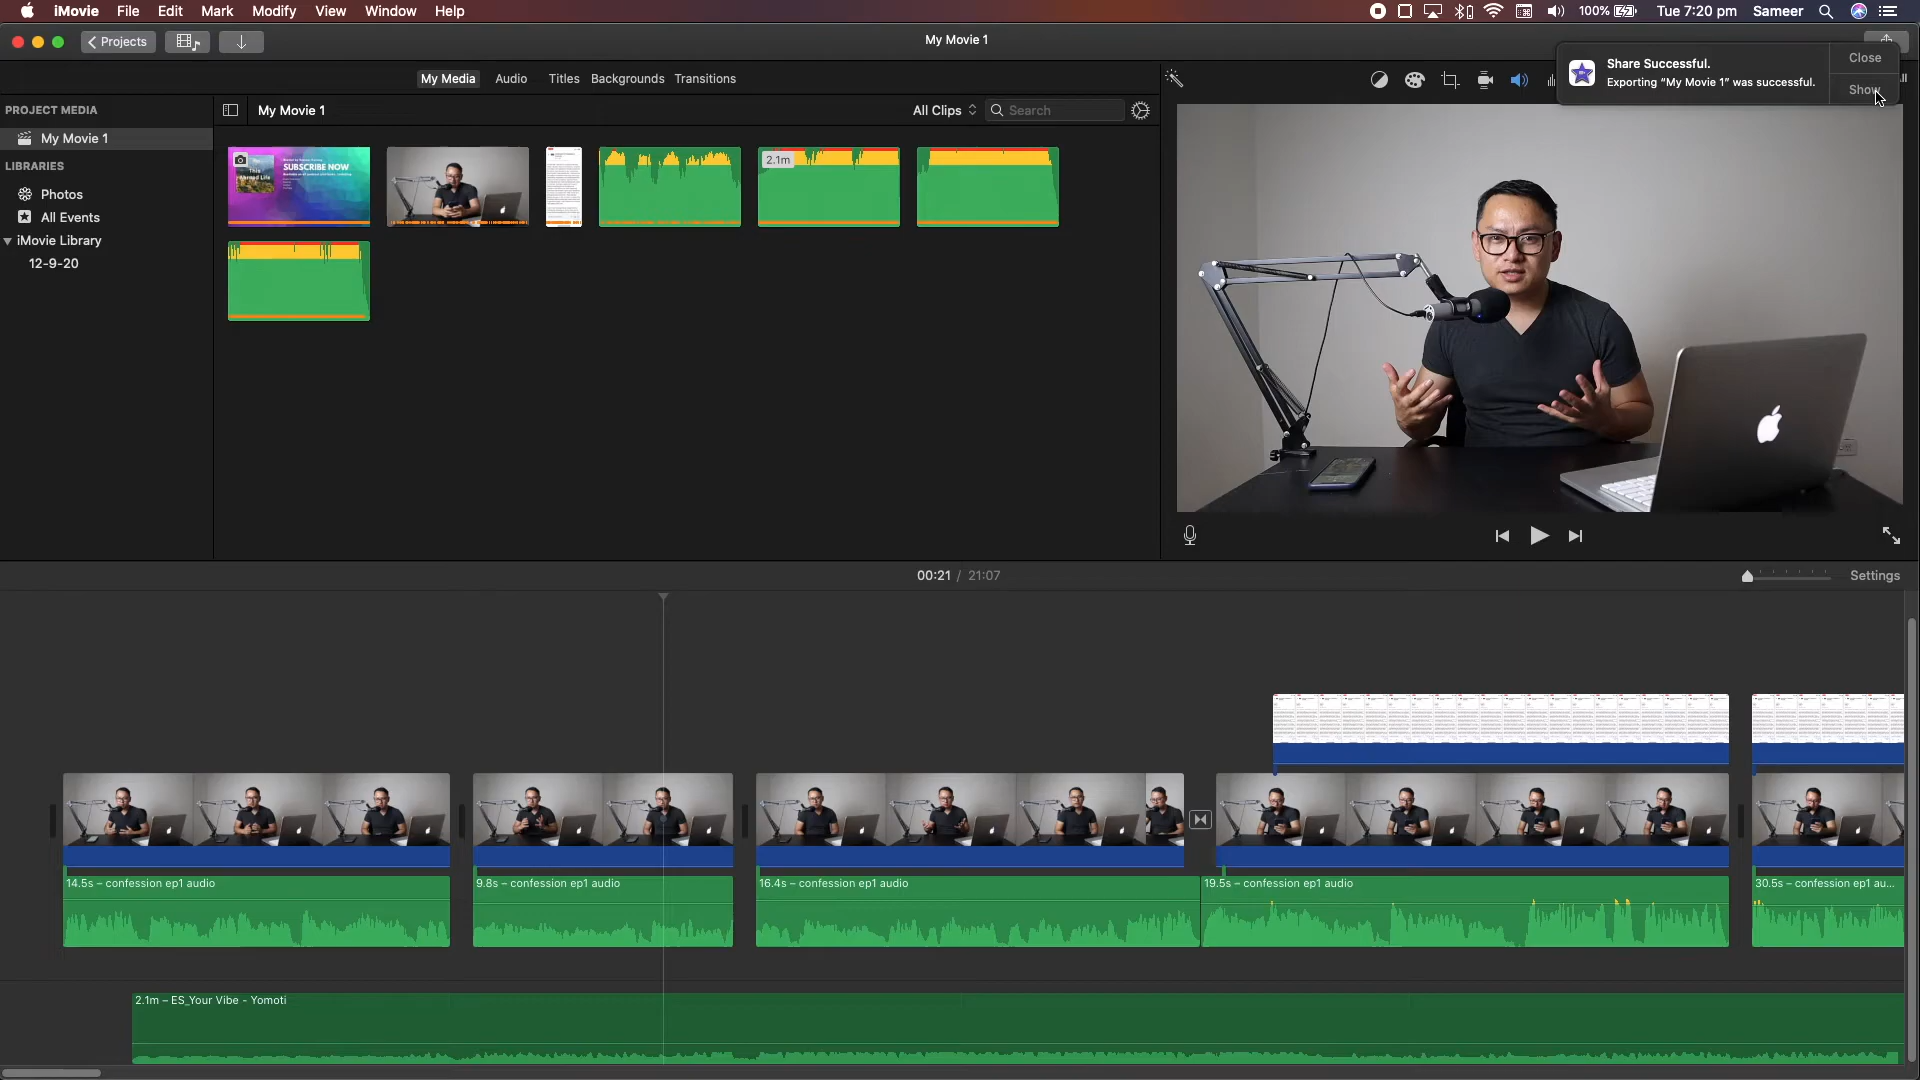 iMovie File Edit Mark Modify View Window Help
100% Tue 7:20 pm Sameer
Projects
My Movie 1
My Media Audio Titles Backgrounds Transitions
Share Successful.
Exporting “My Movie 1” was successful.
Close
Show
PROJECT MEDIA
My Movie 1
LIBRARIES
Photos
All Events
iMovie Library
12-9-20
My Movie 1
All Clips
Search
SUBSCRIBE NOW
2.1m
00:21 / 21:07
Settings
14.5s – confession ep1 audio
9.8s – confession ep1 audio
16.4s – confession ep1 audio
19.5s – confession ep1 audio
30.5s – confession ep1 au...
2.1m – ES_Your Vibe - Yomoti